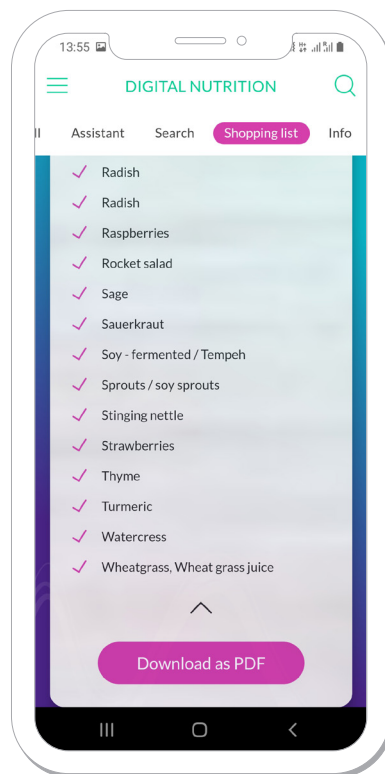 13:55
DIGITAL NUTRITION
ll Assistant Search Shopping list Info
Radish
Radish
Raspberries
Rocket salad
Sage
Sauerkraut
Soy - fermented / Tempeh
Sprouts / soy sprouts
Stinging nettle
Strawberries
Thyme
Turmeric
Watercress
Wheatgrass, Wheat grass juice
Download as PDF